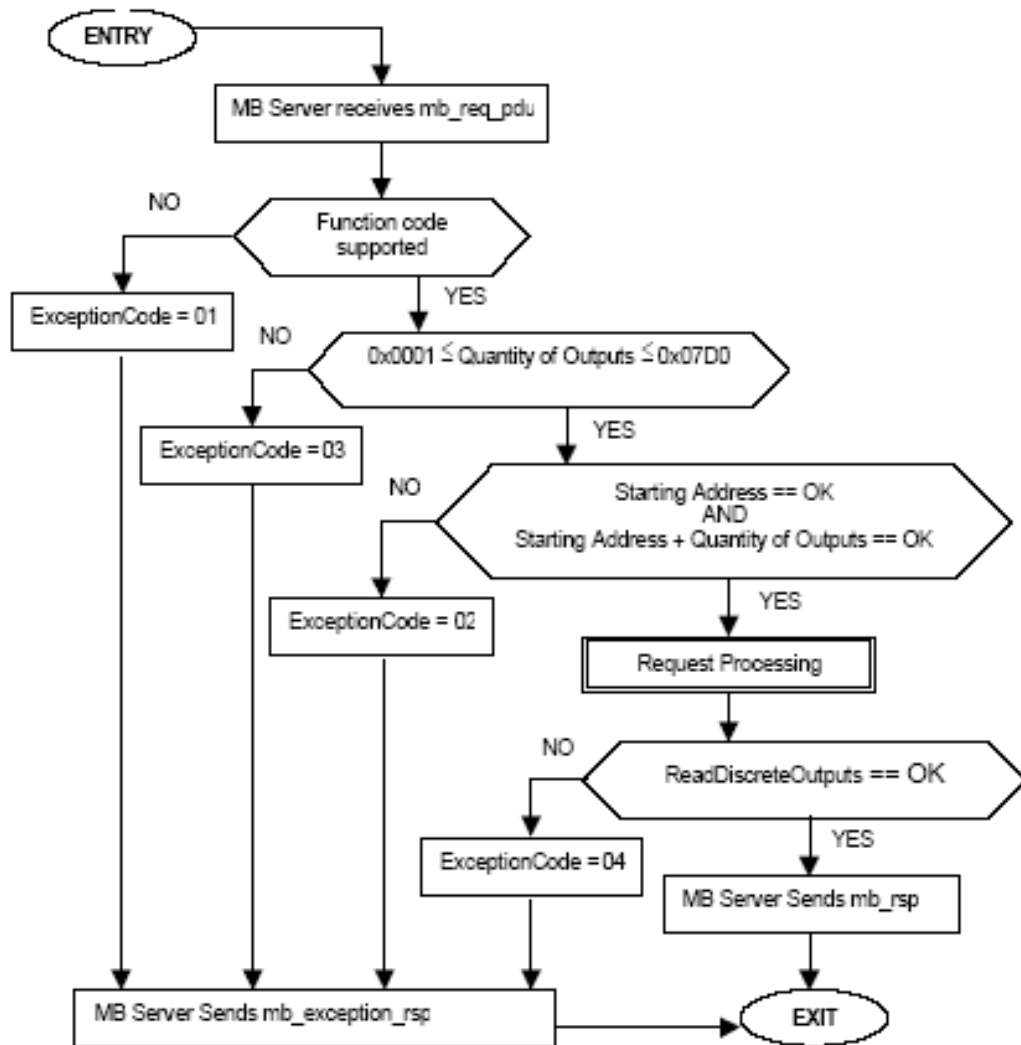 ENTRY
MB Server receives mb_req_pdu
NO
Function code
supported
YES
ExceptionCode = 01
NO
0x0001 ≤ Quantity of Outputs ≤ 0x07D0
YES
ExceptionCode = 03
NO
Starting Address == OK
AND
Starting Address + Quantity of Outputs == OK
YES
ExceptionCode = 02
Request Processing
NO
ReadDiscreteOutputs == OK
YES
ExceptionCode = 04
MB Server Sends mb_rsp
MB Server Sends mb_exception_rsp
EXIT